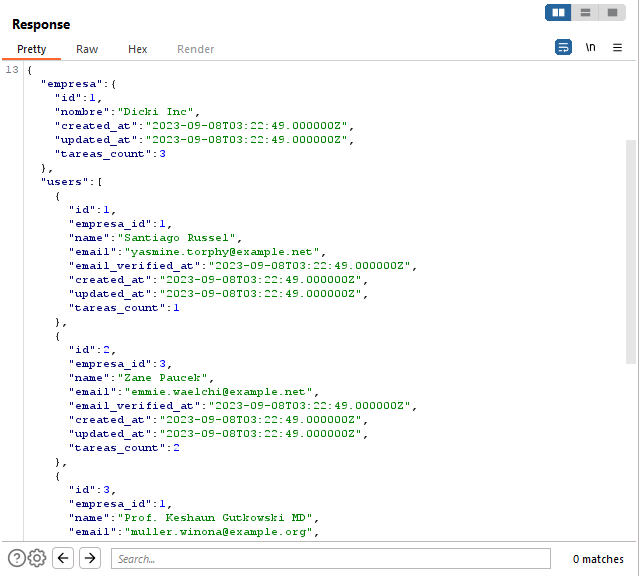 Response
Pretty Raw Hex Render \n
13 {
"empresa":{
"id":1,
"nombre":"Dicki Inc",
"created_at":"2023-09-08T03:22:49.000000Z",
"updated_at":"2023-09-08T03:22:49.000000Z",
"tareas_count":3
},
"users":[
{
"id":1,
"empresa_id":1,
"name":"Santiago Russel",
"email":"yasmine.torphy@example.net",
"email_verified_at":"2023-09-08T03:22:49.000000Z",
"created_at":"2023-09-08T03:22:49.000000Z",
"updated_at":"2023-09-08T03:22:49.000000Z",
"tareas_count":1
},
{
"id":2,
"empresa_id":3,
"name":"Zane Paucek",
"email":"emmie.waelchi@example.net",
"email_verified_at":"2023-09-08T03:22:49.000000Z",
"created_at":"2023-09-08T03:22:49.000000Z",
"updated_at":"2023-09-08T03:22:49.000000Z",
"tareas_count":2
},
{
"id":3,
"empresa_id":1,
"name":"Prof. Keshaun Gutkowski MD",
"email":"muller.winona@example.org",
Search... 0 matches